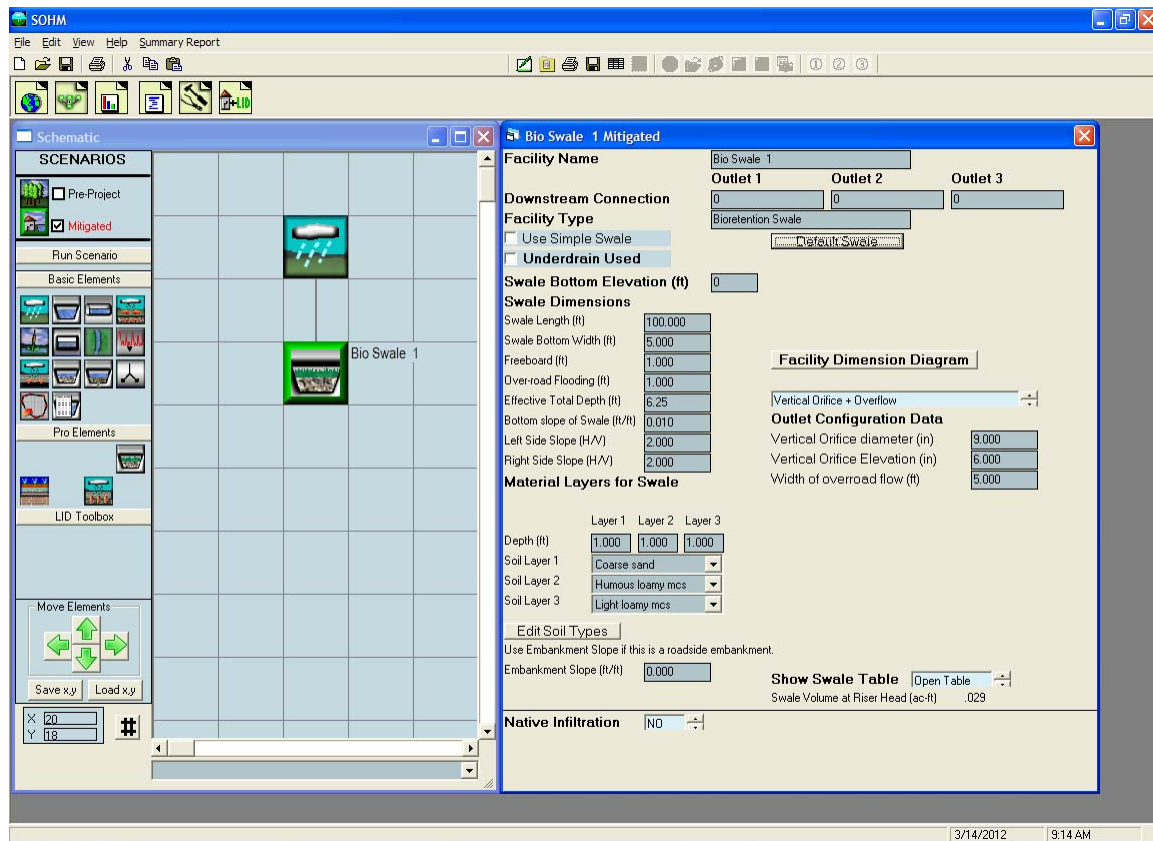 SOHM
File Edit View Help Summary Report
Schematic
SCENARIOS
Pre-Project
Mitigated
Run Scenario
Basic Elements
Pro Elements
LID Toolbox
Move Elements
Save x,y Load x,y
X 20
Y 18
#
Bio Swale 1
Bio Swale 1 Mitigated
Facility Name Bio Swale 1
Outlet 1 Outlet 2 Outlet 3
Downstream Connection 0 0 0
Facility Type Bioretention Swale
Use Simple Swale Default Swale
Underdrain Used
Swale Bottom Elevation (ft) 0
Swale Dimensions
Swale Length (ft) 100.000
Swale Bottom Width (ft) 5.000
Freeboard (ft) 1.000
Over-road Flooding (ft) 1.000
Effective Total Depth (ft) 6.25
Bottom slope of Swale (ft/ft) 0.010
Left Side Slope (H/V) 2.000
Right Side Slope (H/V) 2.000
Facility Dimension Diagram
Vertical Orifice + Overflow
Outlet Configuration Data
Vertical Orifice diameter (in) 9.000
Vertical Orifice Elevation (in) 6.000
Width of overroad flow (ft) 5.000
Material Layers for Swale
Layer 1 Layer 2 Layer 3
Depth (ft) 1.000 1.000 1.000
Soil Layer 1 Coarse sand
Soil Layer 2 Humous loamy mcs
Soil Layer 3 Light loamy mcs
Edit Soil Types
Use Embankment Slope if this is a roadside embankment.
Embankment Slope (ft/ft) 0.000
Show Swale Table Open Table
Swale Volume at Riser Head (ac-ft) .029
Native Infiltration NO
3/14/2012 9:14 AM